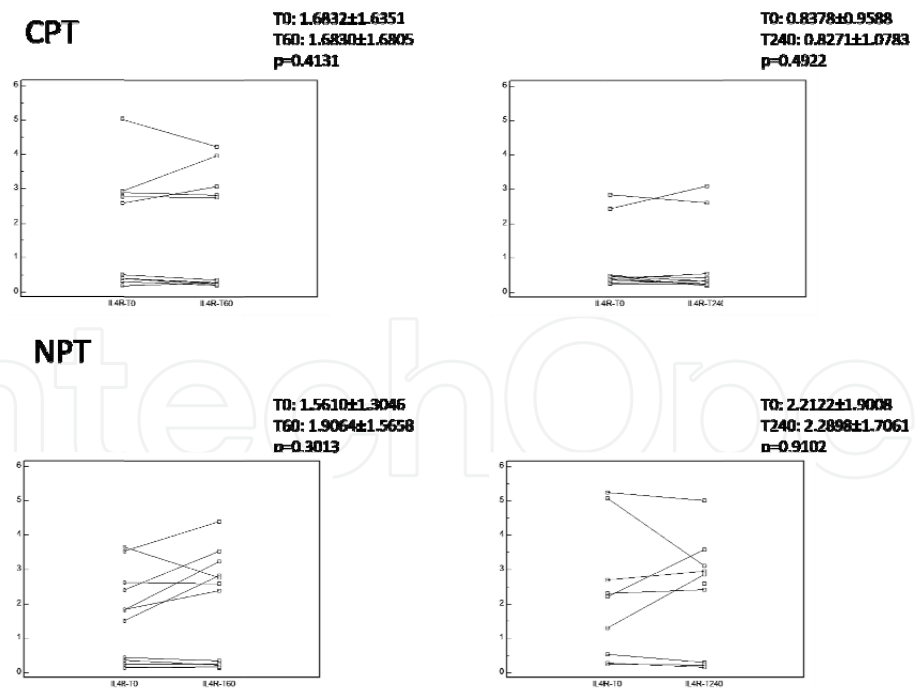 CPT
T0: 1.6832±1.6351
T60: 1.6830±1.6805
p=0.4131
T0: 0.8378±0.9588
T240: 0.8271±1.0783
p=0.4922
6
5
4
3
2
1
0
IL4R-T0 IL4R-T60
6
5
4
3
2
1
0
IL4R-T0 IL4R-T240
NPT
T0: 1.5610±1.3046
T60: 1.9064±1.5658
p=0.3013
T0: 2.2122±1.9008
T240: 2.2898±1.7061
p=0.9102
6
5
4
3
2
1
0
IL4R-T0 IL4R-T60
6
5
4
3
2
1
0
IL4R-T0 IL4R-T240